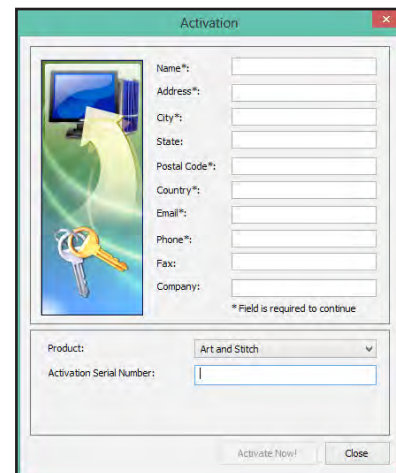 Activation
Name*:
Address*:
City*:
State:
Postal Code*:
Country*:
Email*:
Phone*:
Fax:
Company:
* Field is required to continue
Product: Art and Stitch
Activation Serial Number:
Activate Now! Close